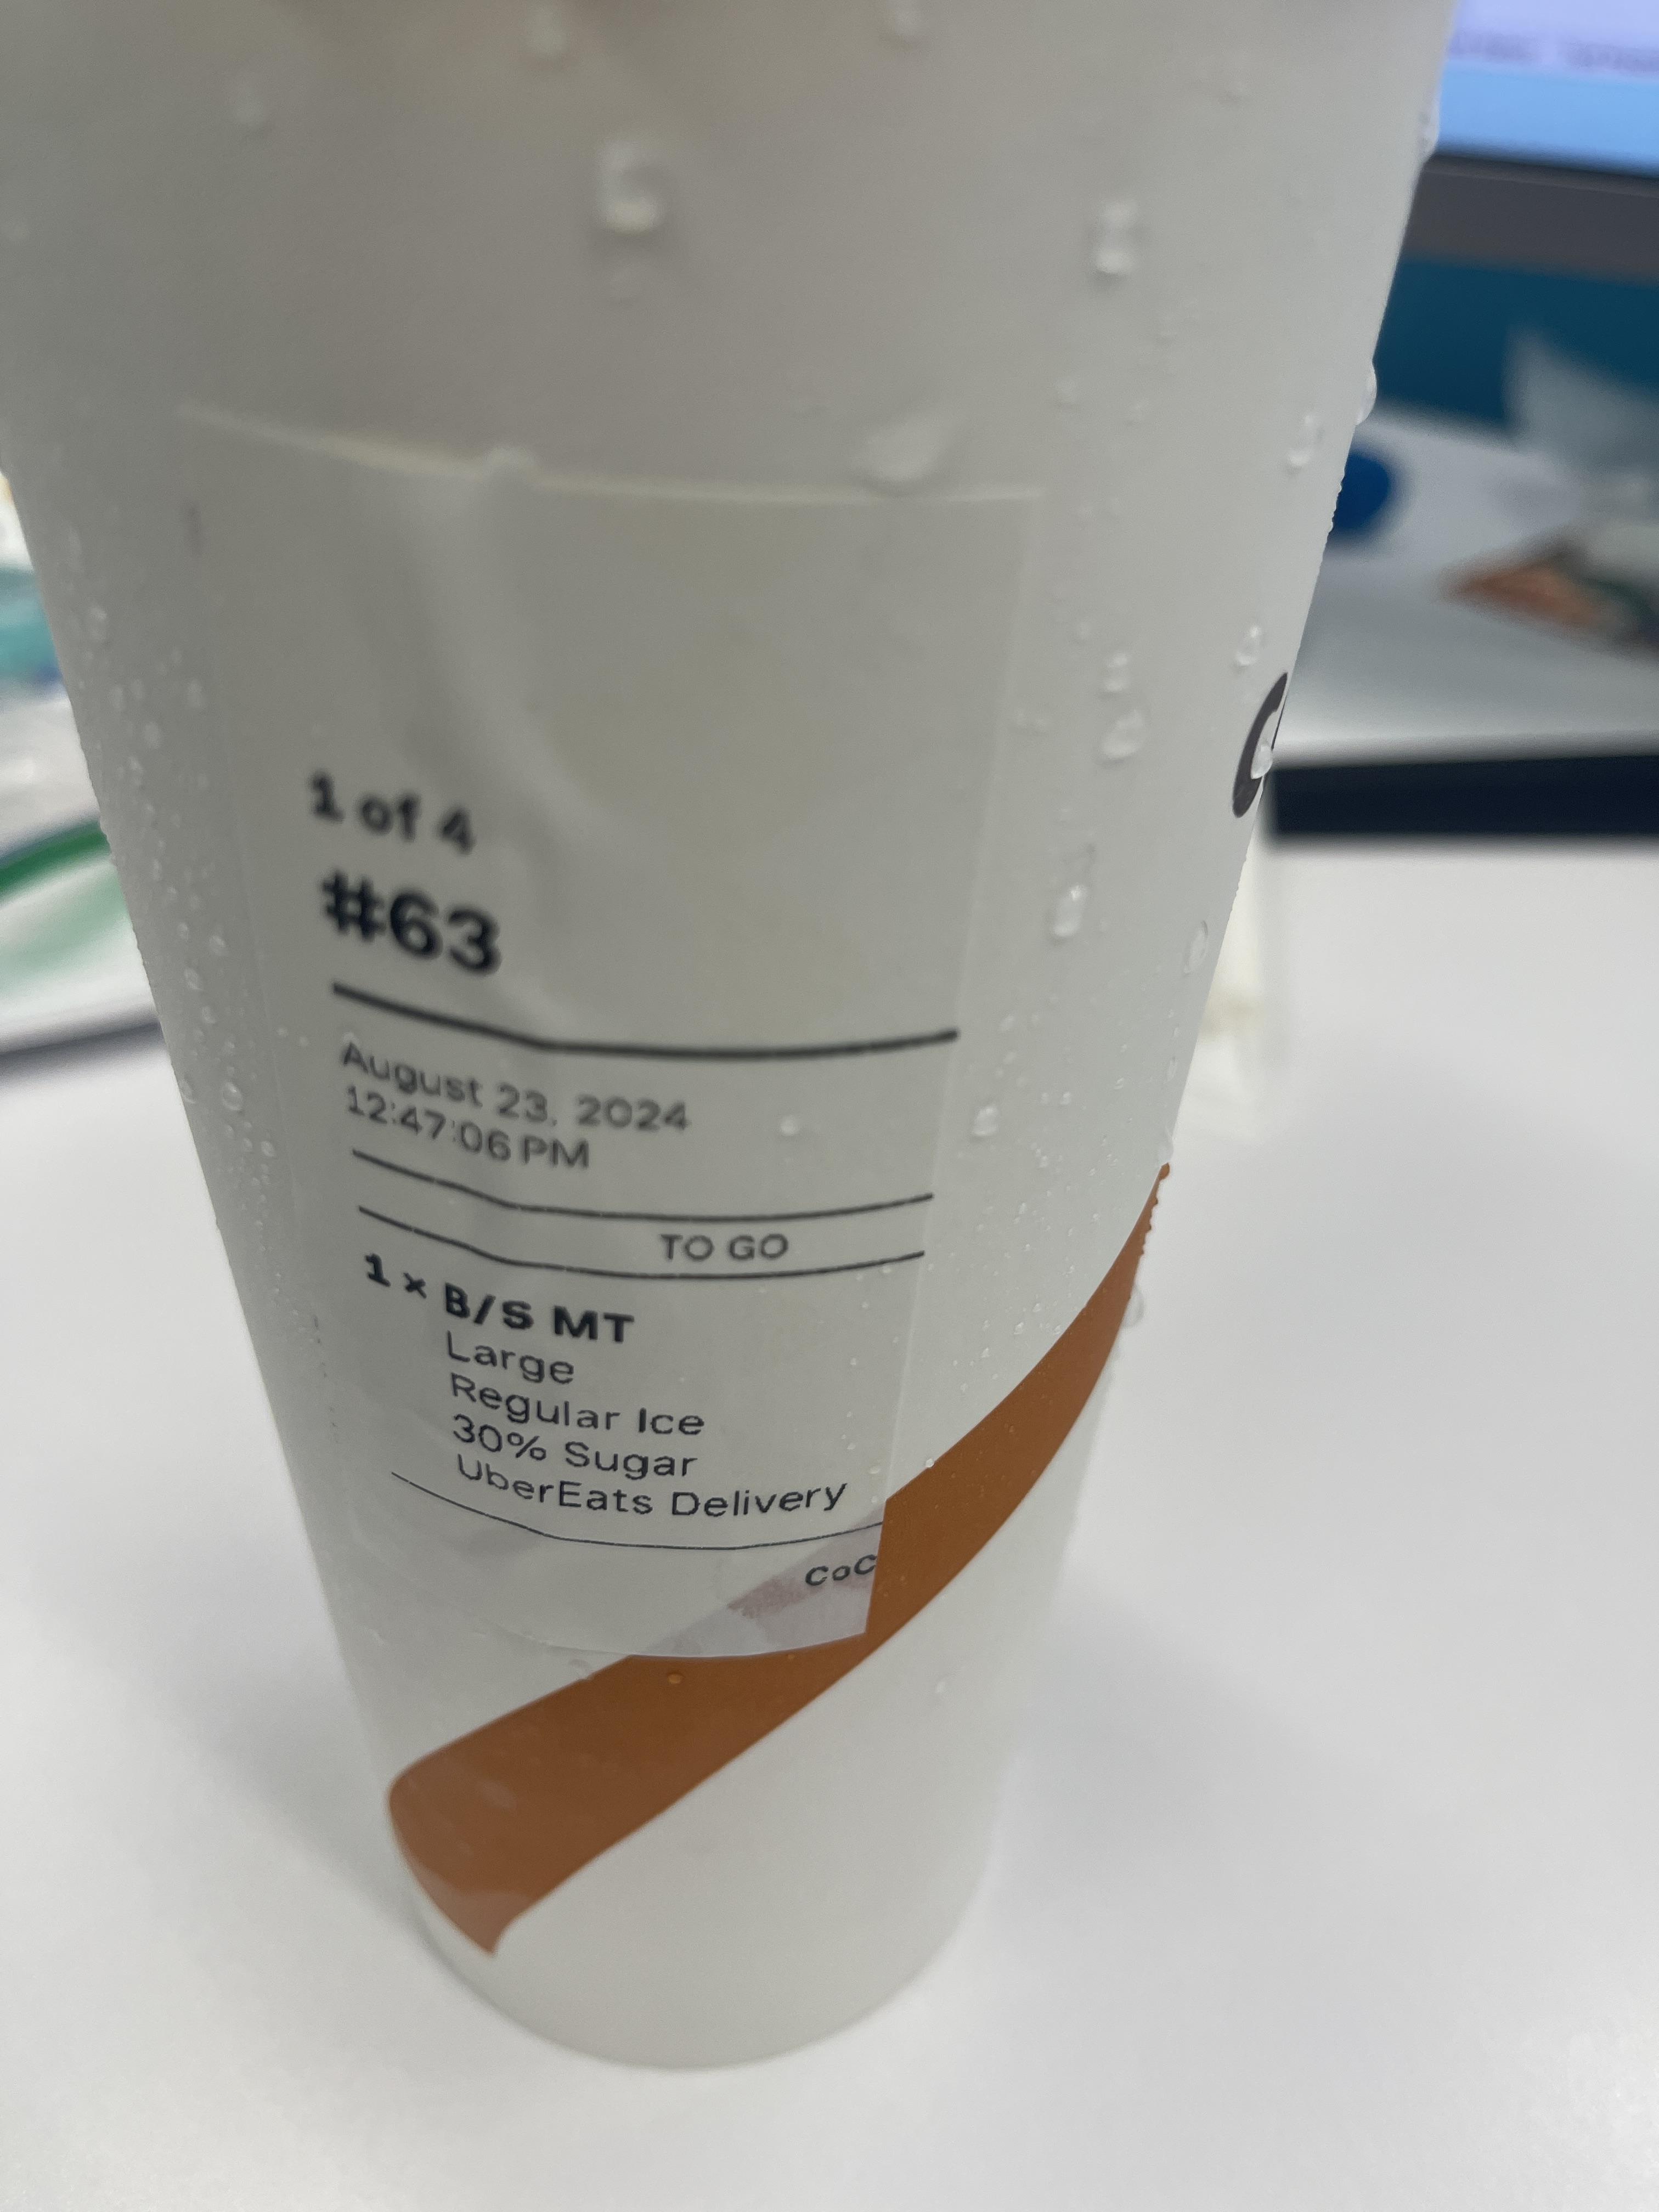 1 of 4
#63
August 23, 2024
12:47:06 PM
TO GO
1 × B/S MT
Large
Regular Ice
30% Sugar
UberEats Delivery
CoC